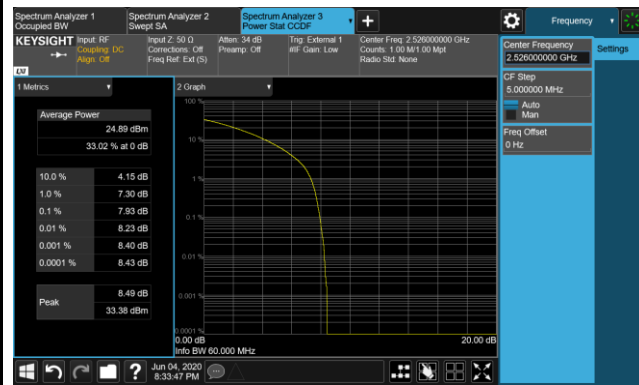 Spectrum Analyzer 1
Occupied BW
Spectrum Analyzer 2
Swept SA
Spectrum Analyzer 3
Power Stat CCDF
Frequency
KEYSIGHT
Input: RF
Coupling: DC
Align: Off
Input Z: 50 Ω
Corrections: Off
Freq Ref: Ext (S)
Atten: 34 dB
Preamp: Off
Trig: External 1
#IF Gain: Low
Center Freq: 2.526000000 GHz
Counts: 1.00 M/1.00 Mpt
Radio Std: None
LXI
Center Frequency
2.526000000 GHz
Settings
CF Step
5.000000 MHz
Auto
Man
Freq Offset
0 Hz
1 Metrics
2 Graph
Average Power
24.89 dBm
33.02 % at 0 dB
10.0 % 4.15 dB
1.0 % 7.30 dB
0.1 % 7.93 dB
0.01 % 8.23 dB
0.001 % 8.40 dB
0.0001 % 8.43 dB
Peak
8.49 dB
33.38 dBm
100 %
10 %
1 %
0.1 %
0.01 %
0.001 %
0.0001 %
0.00 dB
20.00 dB
Info BW 60.000 MHz
?
Jun 04, 2020
8:33:47 PM